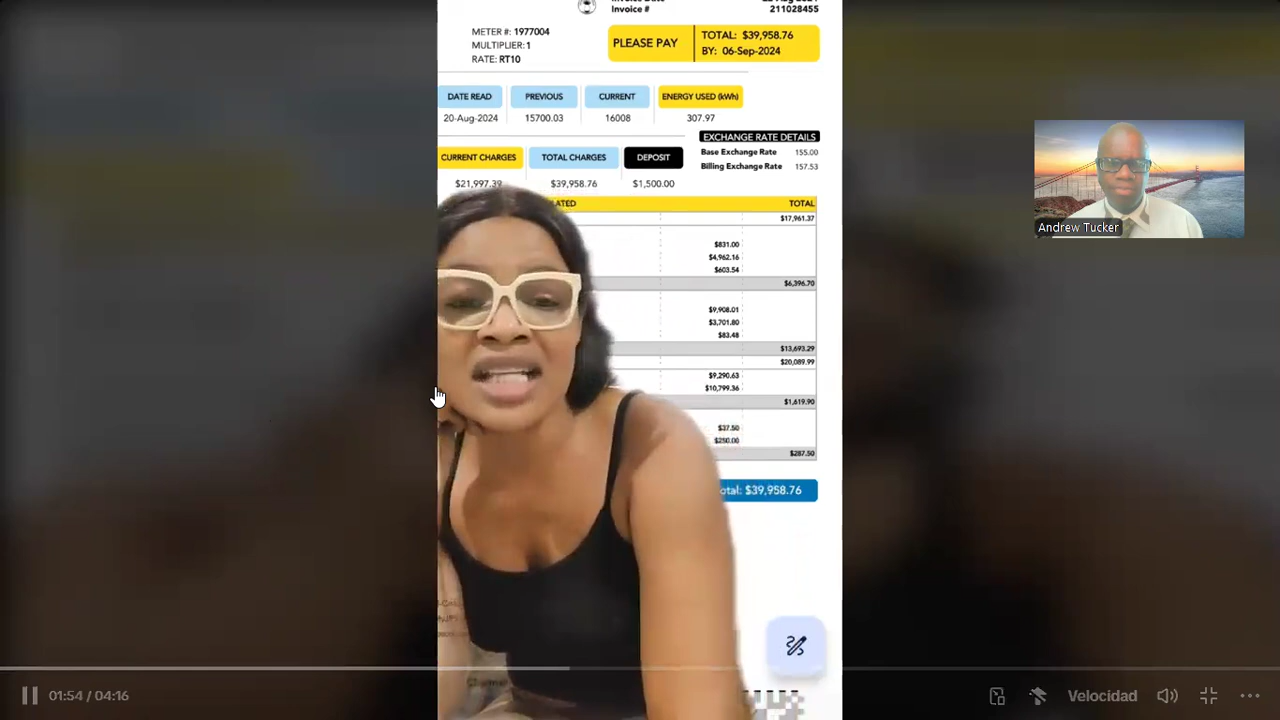 Invoice #
211028455
METER #: 1977004
MULTIPLIER: 1
RATE: RT10
PLEASE PAY
TOTAL: $39,958.76
BY: 06-Sep-2024
DATE READ PREVIOUS CURRENT ENERGY USED (kWh)
20-Aug-2024 15700.03 16008 307.97
EXCHANGE RATE DETAILS
Base Exchange Rate 155.00
Billing Exchange Rate 157.53
CURRENT CHARGES TOTAL CHARGES DEPOSIT
$21,997.39 $39,958.76 $1,500.00
ATED TOTAL
$17,961.37
$831.00
$4,962.16
$603.54
$6,396.70
$9,908.01
$3,701.80
$83.48
$13,693.29
$20,089.99
$9,290.63
$10,799.36
$1,619.90
$37.50
$250.00
$287.50
otal: $39,958.76
Andrew Tucker
01:54 / 04:16
Velocidad